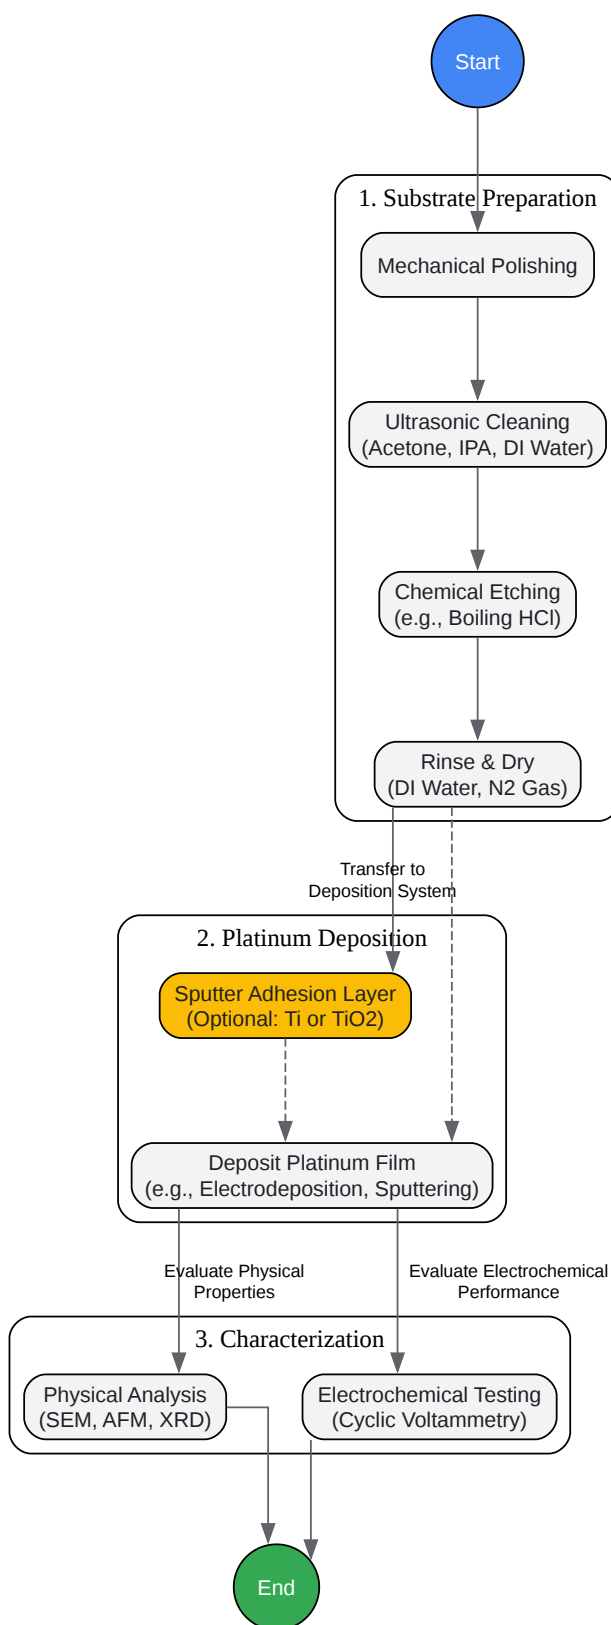 Start
1. Substrate Preparation
Mechanical Polishing
Ultrasonic Cleaning
(Acetone, IPA, DI Water)
Chemical Etching
(e.g., Boiling HCl)
Rinse & Dry
(DI Water, N2 Gas)
Transfer to
Deposition System
2. Platinum Deposition
Sputter Adhesion Layer
(Optional: Ti or TiO2)
Deposit Platinum Film
(e.g., Electrodeposition, Sputtering)
Evaluate Physical
Properties
Evaluate Electrochemical
Performance
3. Characterization
Physical Analysis
(SEM, AFM, XRD)
Electrochemical Testing
(Cyclic Voltammetry)
End